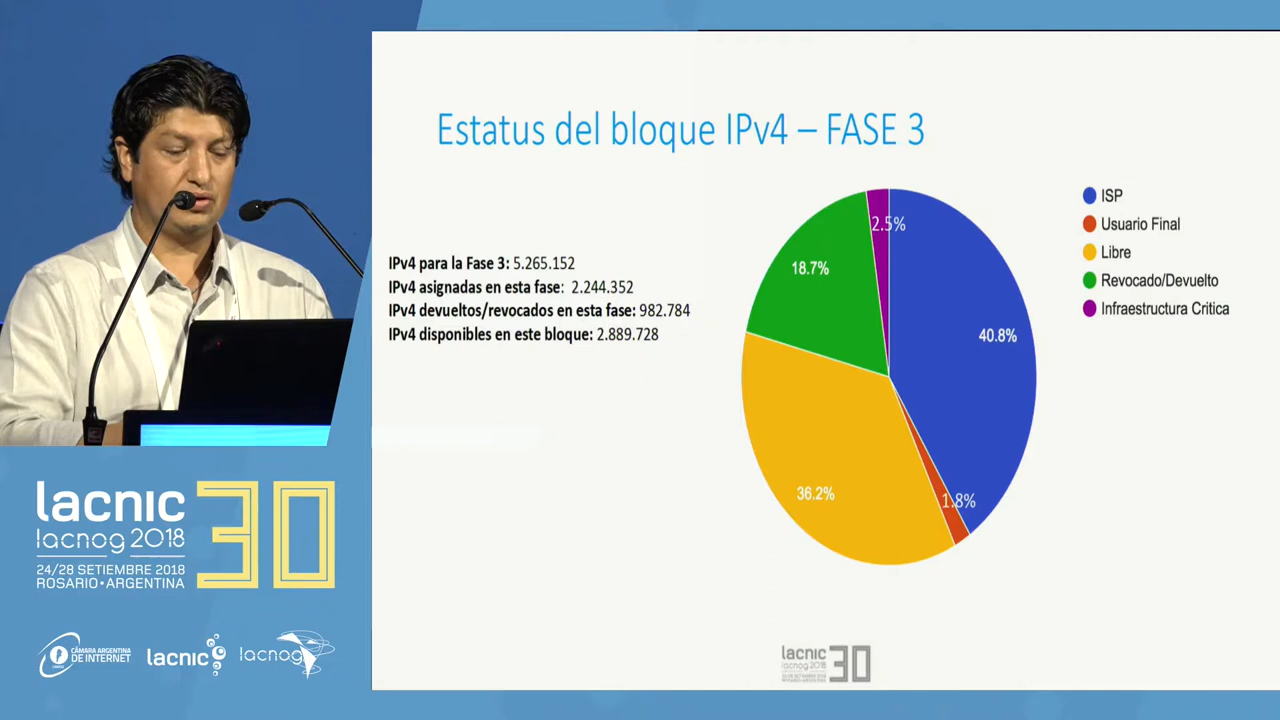 Estatus del bloque IPv4 – FASE 3
IPv4 para la Fase 3: 5.265.152
IPv4 asignadas en esta fase: 2.244.352
IPv4 devueltos/revocados en esta fase: 982.784
IPv4 disponibles en este bloque: 2.889.728
2.5%
18.7%
40.8%
36.2%
1.8%
ISP
Usuario Final
Libre
Revocado/Devuelto
Infraestructura Critica
lacnic 30
lacnog 2018
24/28 SETIEMBRE 2018
ROSARIO•ARGENTINA
CÁMARA ARGENTINA
DE INTERNET
lacnic
lacnog
lacnic 30
lacnog 2018